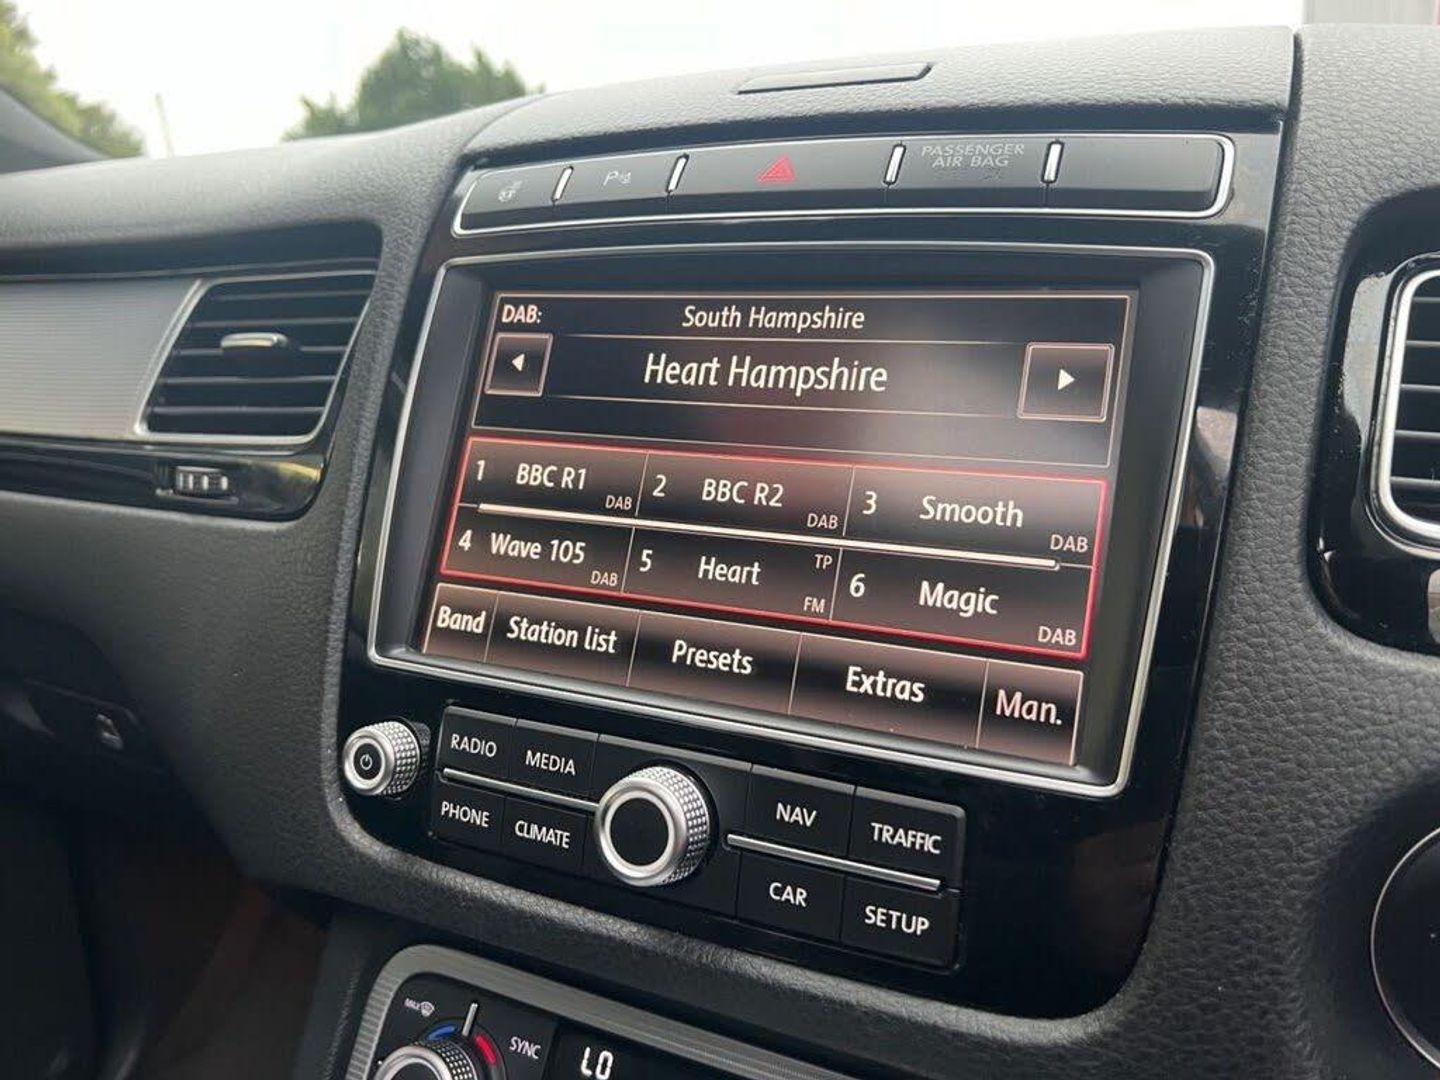 PASSENGER
AIR BAG
P
DAB: South Hampshire
Heart Hampshire
1 BBC R1 DAB
2 BBC R2 DAB
3 Smooth DAB
4 Wave 105 DAB
5 Heart TP FM
6 Magic DAB
Band Station list Presets Extras Man.
RADIO MEDIA
PHONE CLIMATE
NAV TRAFFIC
CAR SETUP
MAX
SYNC
LO